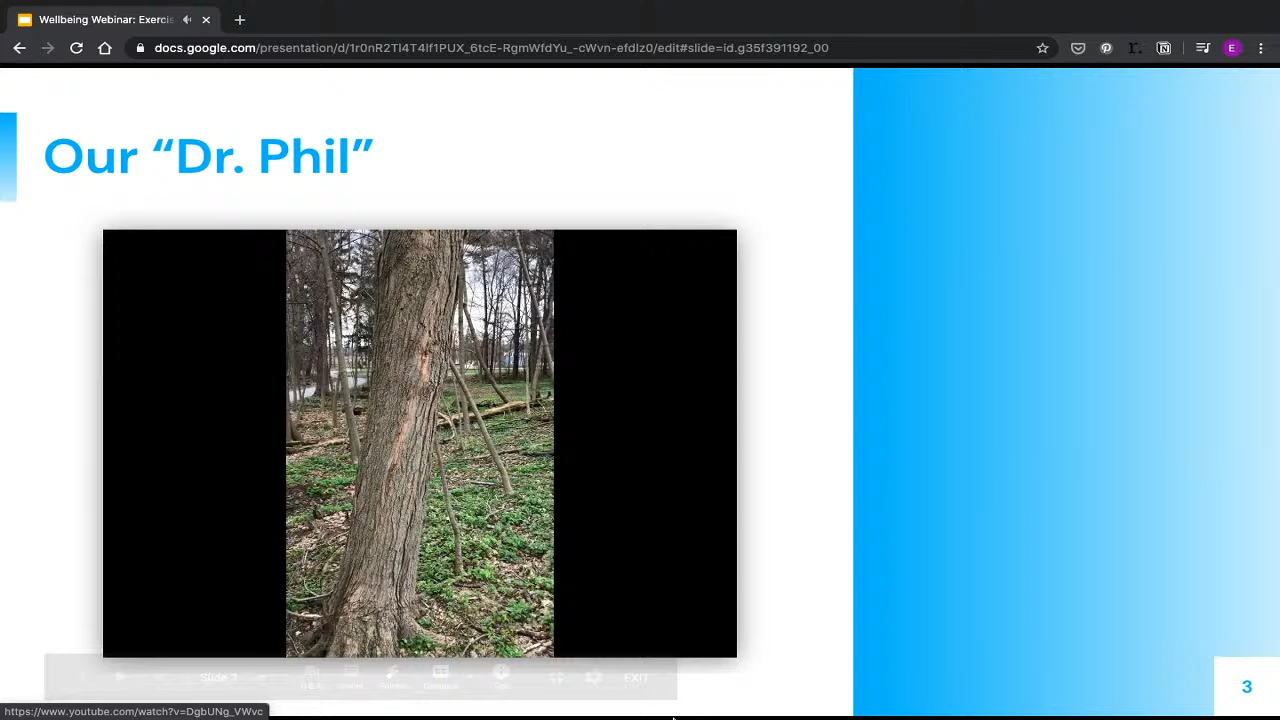 Wellbeing Webinar: Exercis
docs.google.com/presentation/d/1r0nR2Tl4T4lf1PUX_6tcE-RgmWfdYu_-cWvn-efdlz0/edit#slide=id.g35f391192_00
E
Our “Dr. Phil”
Slide 3
EXIT
3
https://www.youtube.com/watch?v=DgbUNg_VWvc